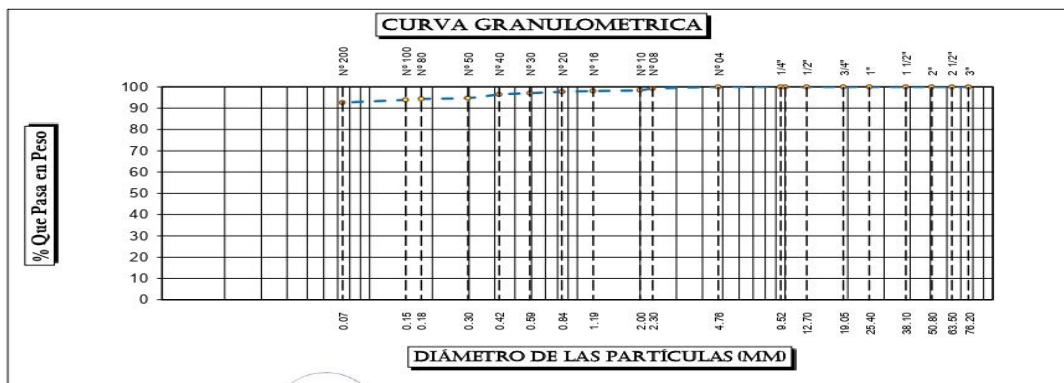 CURVA GRANULOMETRICA
Nº 200 Nº 100 Nº 80 Nº 50 Nº 40 Nº 30 Nº 20 Nº 16 Nº 10 Nº 08 Nº 04 1/4" 1/2" 3/4" 1" 1 1/2" 2" 2 1/2" 3"
% Que Pasa en Peso
100
90
80
70
60
50
40
30
20
10
0
0.07 0.15 0.18 0.30 0.42 0.59 0.84 1.19 2.00 2.30 4.76 9.52 12.70 19.05 25.40 38.10 50.80 63.50 76.20
DIÁMETRO DE LAS PARTÍCULAS (MM)